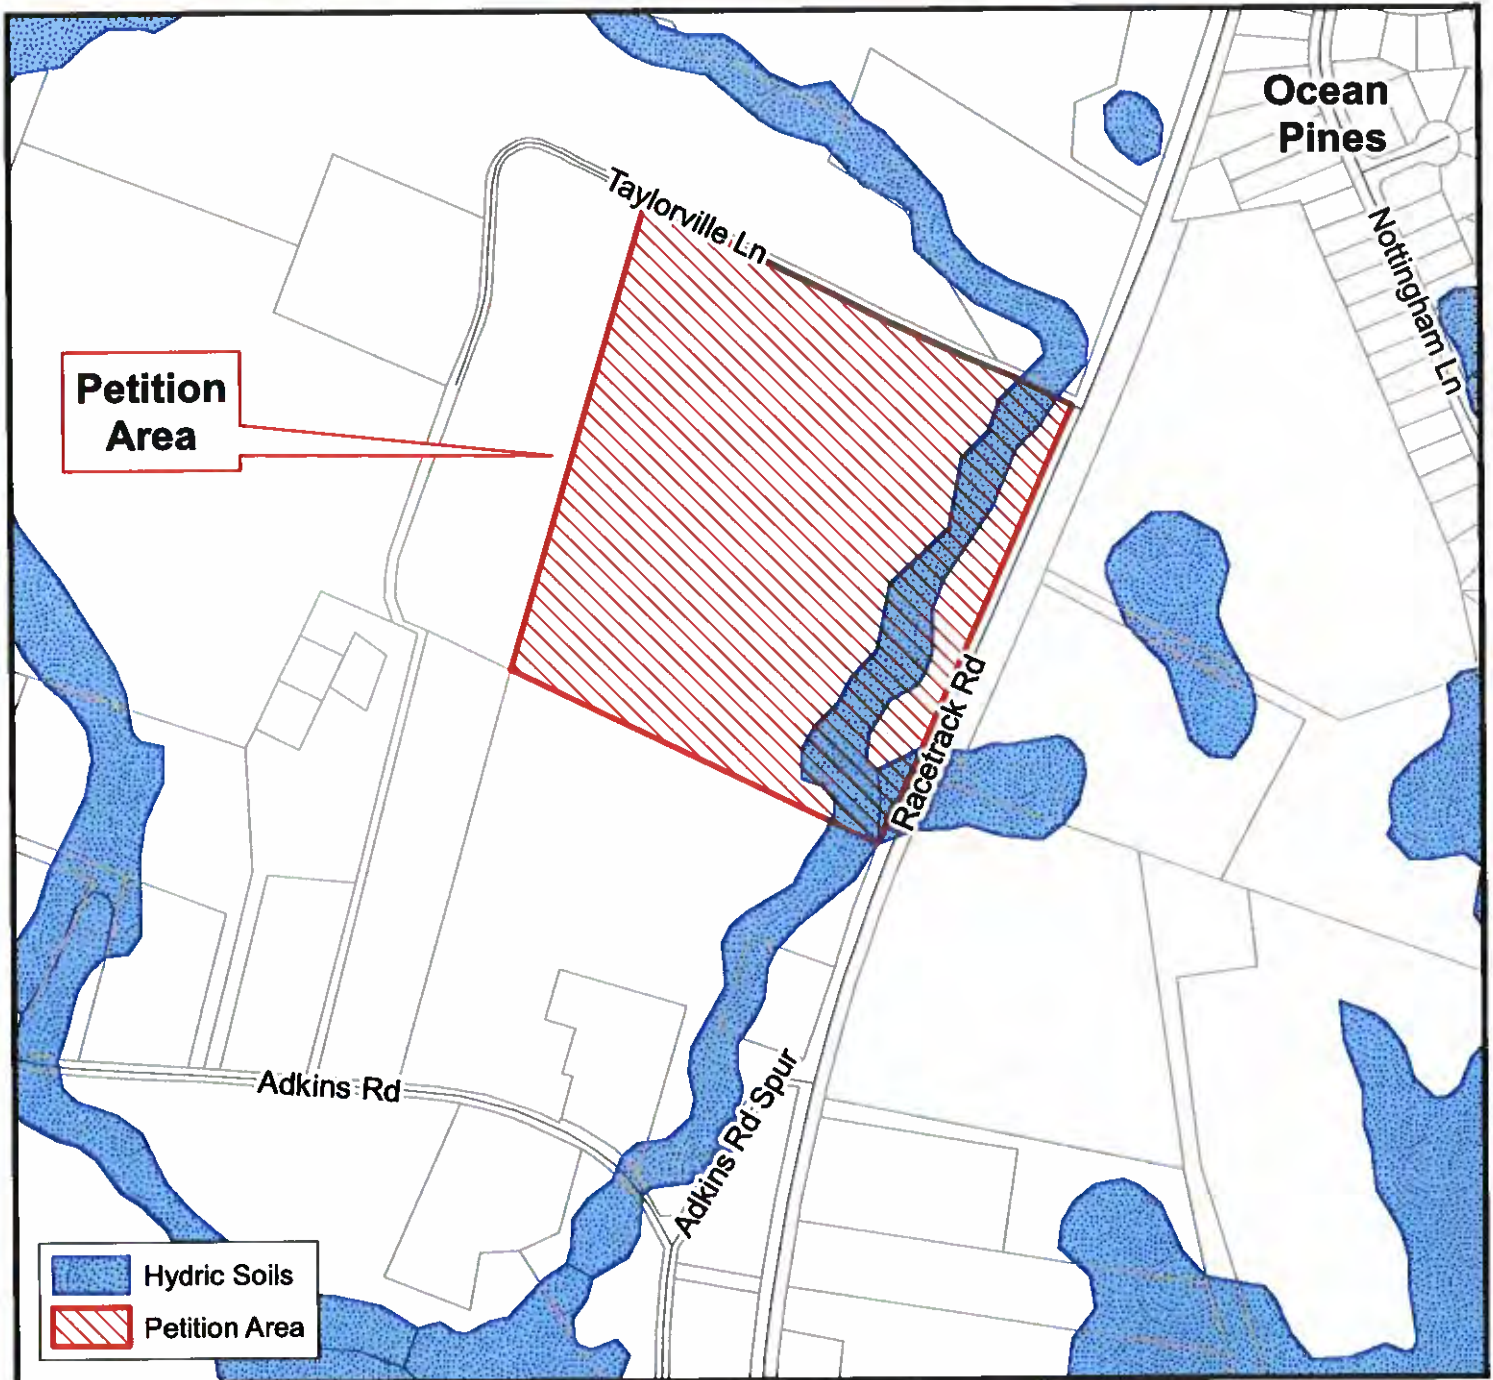 Ocean
Pines
Taylorville Ln
Nottingham Ln
Petition
Area
Racetrack Rd
Adkins Rd
Adkins Rd Spur
Hydric Soils
Petition Area